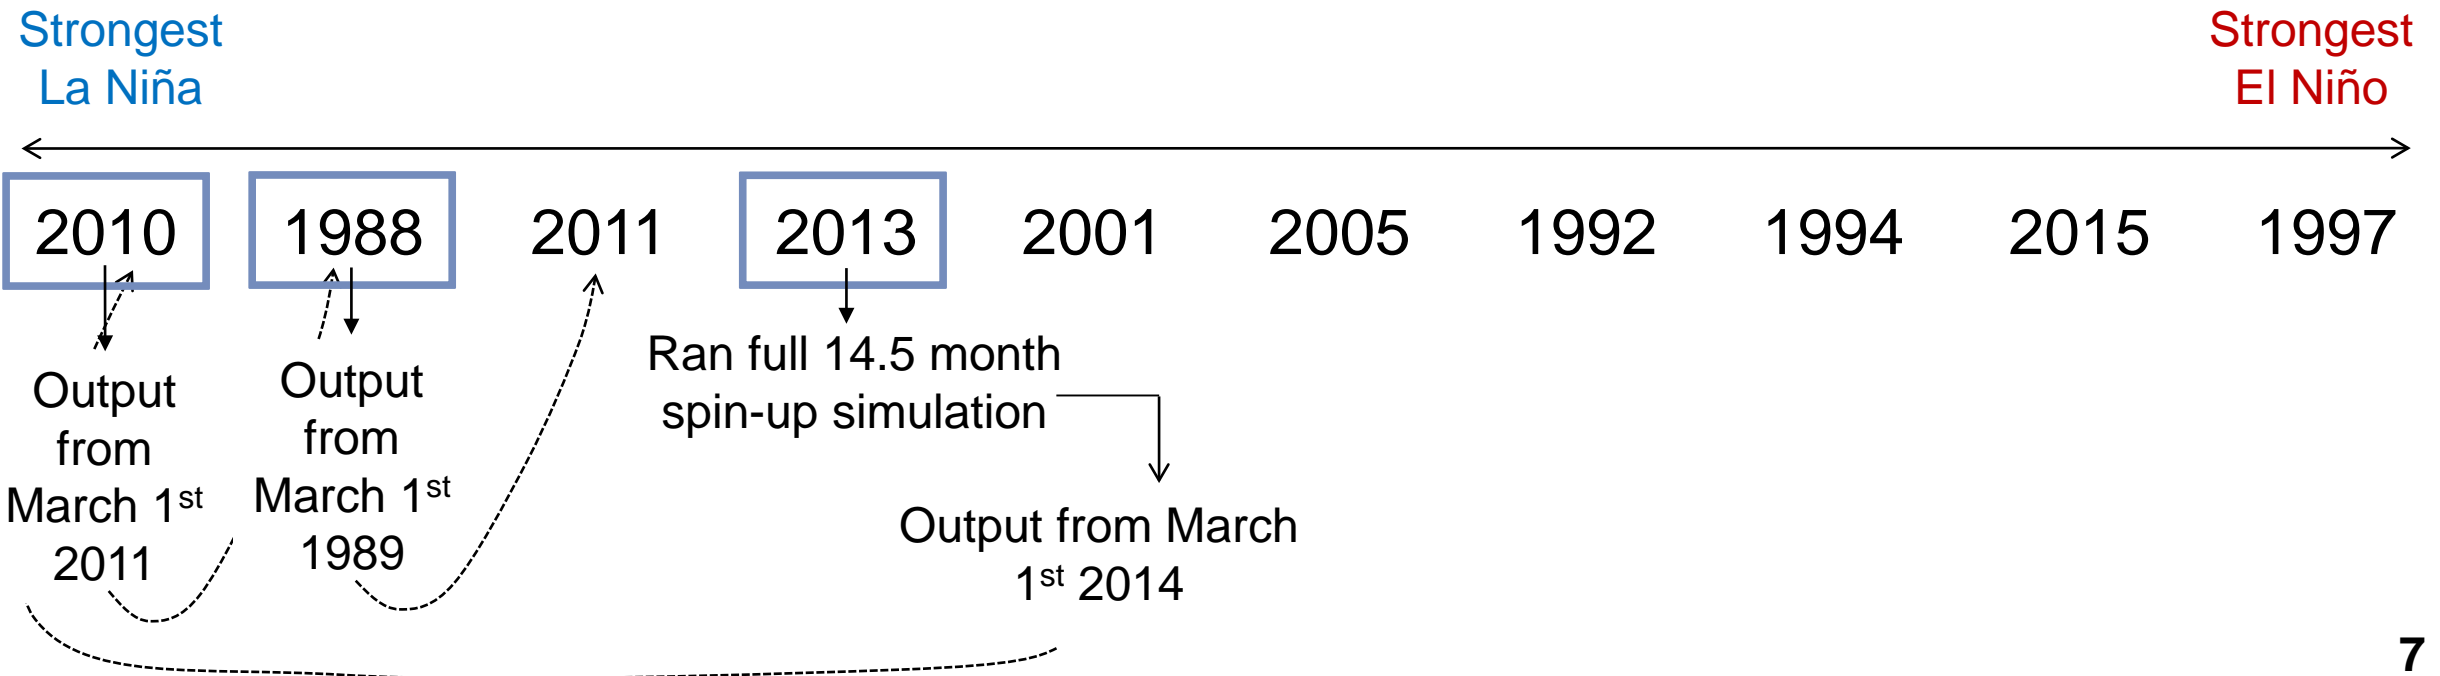 Strongest
La Niña
Strongest
El Niño
2010 1988 2011 2013 2001 2005 1992 1994 2015 1997
Output
from
March 1st
2011
Output
from
March 1st
1989
Ran full 14.5 month
spin-up simulation
Output from March
1st 2014
7